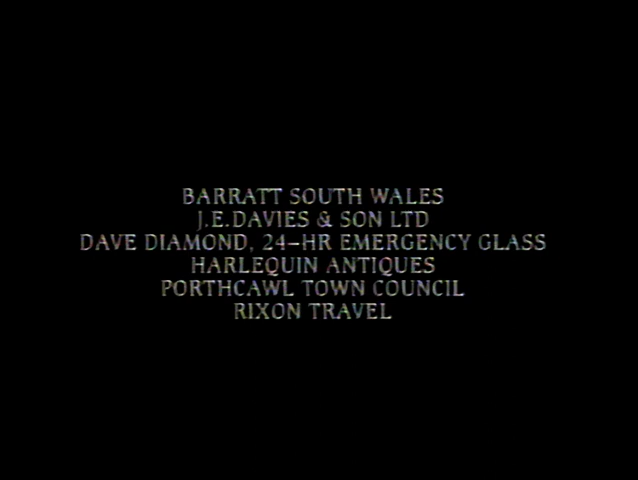 BARRATT SOUTH WALES
J.E.DAVIES & SON LTD
DAVE DIAMOND, 24-HR EMERGENCY GLASS
HARLEQUIN ANTIQUES
PORTHCAWL TOWN COUNCIL
RIXON TRAVEL